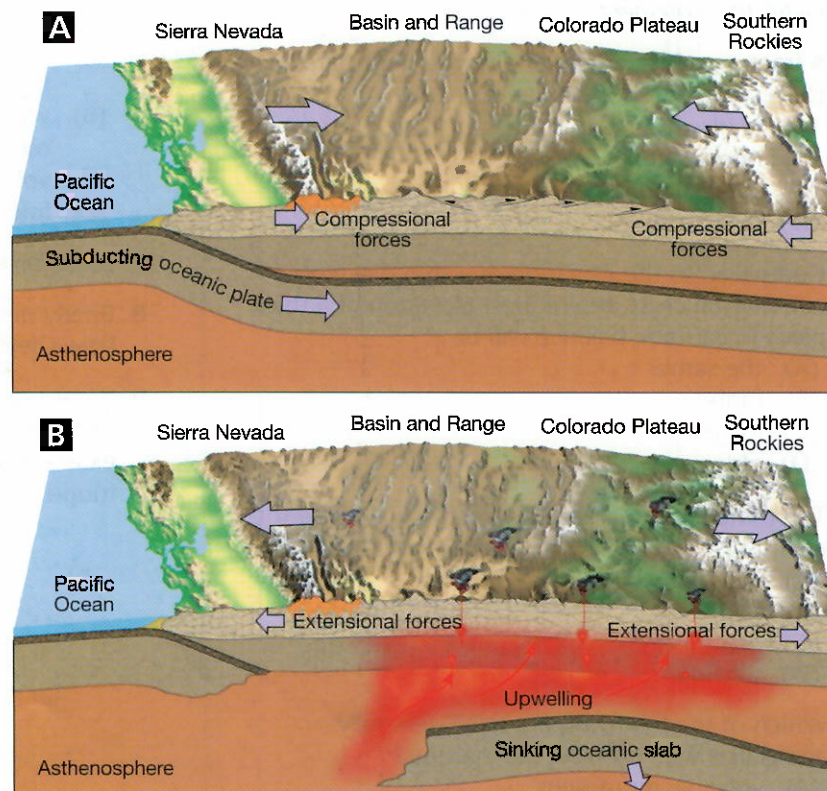 A
Sierra Nevada
Basin and Range
Colorado Plateau
Southern
Rockies
Pacific
Ocean
Compressional
forces
Compressional
forces
Subducting oceanic plate
Asthenosphere
B
Sierra Nevada
Basin and Range
Colorado Plateau
Southern
Rockies
Pacific
Ocean
Extensional forces
Extensional forces
Upwelling
Sinking oceanic slab
Asthenosphere